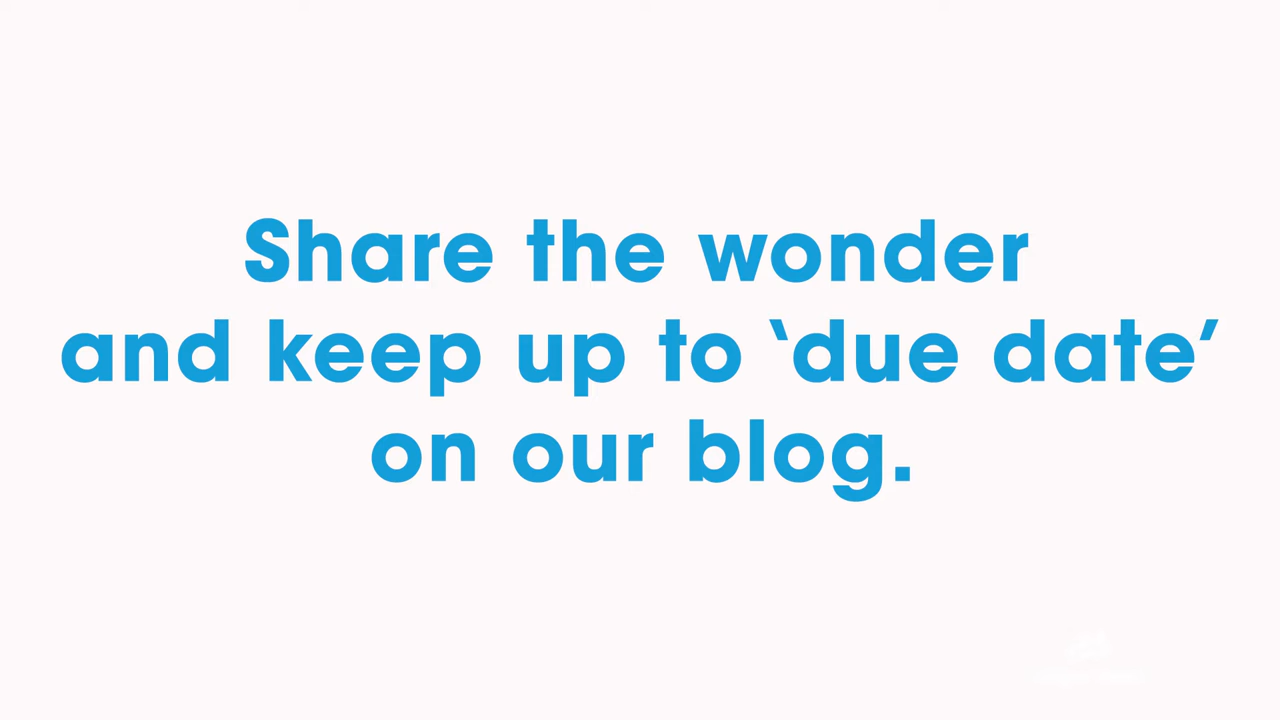 Share the wonder
and keep up to ‘due date’
on our blog.